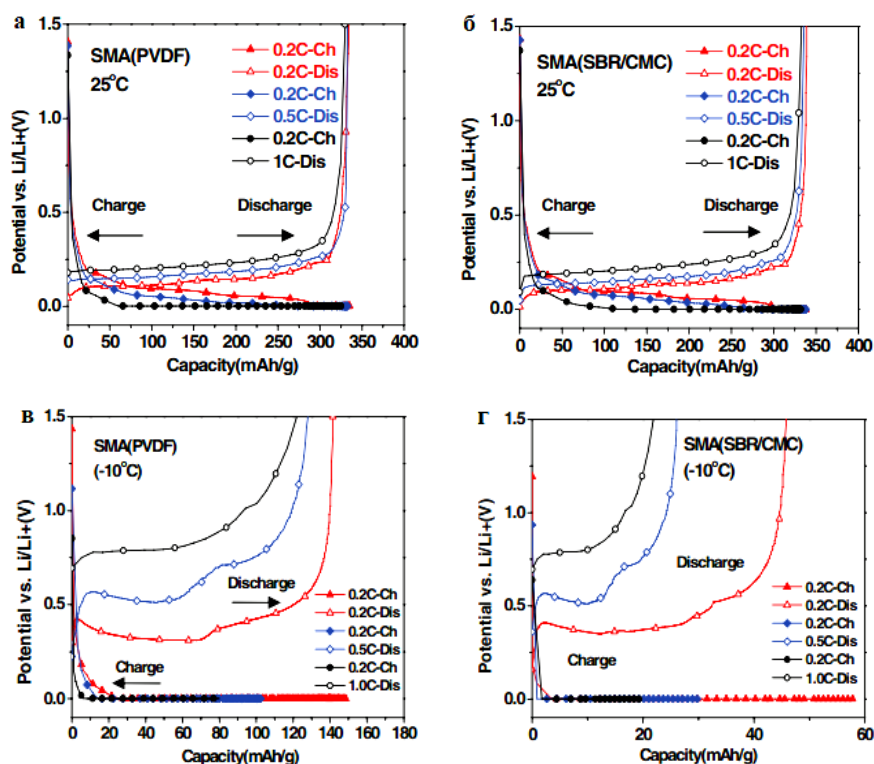 а
1.5
1.0
0.5
0.0
Potential vs. Li/Li+(V)
SMA(PVDF)
25°C
0.2C-Ch
0.2C-Dis
0.2C-Ch
0.5C-Dis
0.2C-Ch
1C-Dis
Charge
Discharge
0 50 100 150 200 250 300 350 400
Capacity(mAh/g)
б
1.5
1.0
0.5
0.0
Potential vs. Li/Li+(V)
SMA(SBR/CMC)
25°C
0.2C-Ch
0.2C-Dis
0.2C-Ch
0.5C-Dis
0.2C-Ch
1C-Dis
Charge
Discharge
0 50 100 150 200 250 300 350 400
Capacity(mAh/g)
в
1.5
1.0
0.5
0.0
Potential vs. Li/Li+(V)
SMA(PVDF)
(-10°C)
Discharge
Charge
0.2C-Ch
0.2C-Dis
0.2C-Ch
0.5C-Dis
0.2C-Ch
1.0C-Dis
0 20 40 60 80 100 120 140 160 180
Capacity(mAh/g)
г
1.5
1.0
0.5
0.0
Potential vs. Li/Li+(V)
SMA(SBR/CMC)
(-10°C)
Discharge
Charge
0.2C-Ch
0.2C-Dis
0.2C-Ch
0.5C-Dis
0.2C-Ch
1.0C-Dis
0 20 40 60
Capacity(mAh/g)